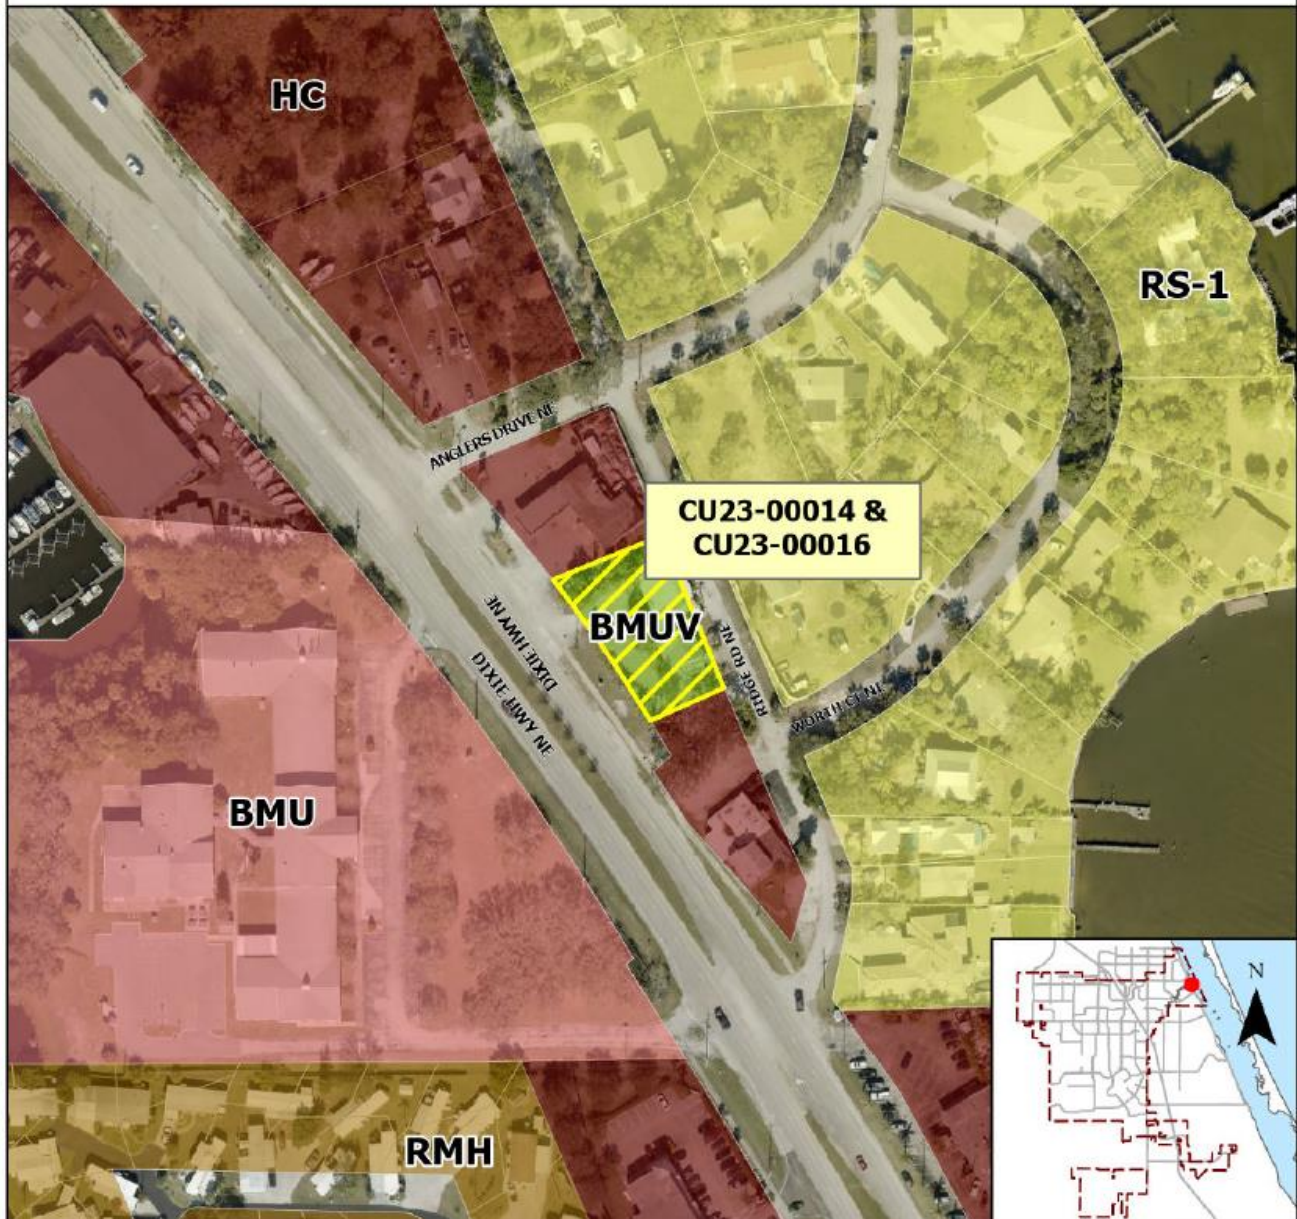 HC
RS-1
ANGLERS DRIVE NE
CU23-00014 &
CU23-00016
BMUV
DIXIE HWY NE
DIXIE HWY NE
RIDGE RD NE
WORTH CT NE
BMU
RMH
N